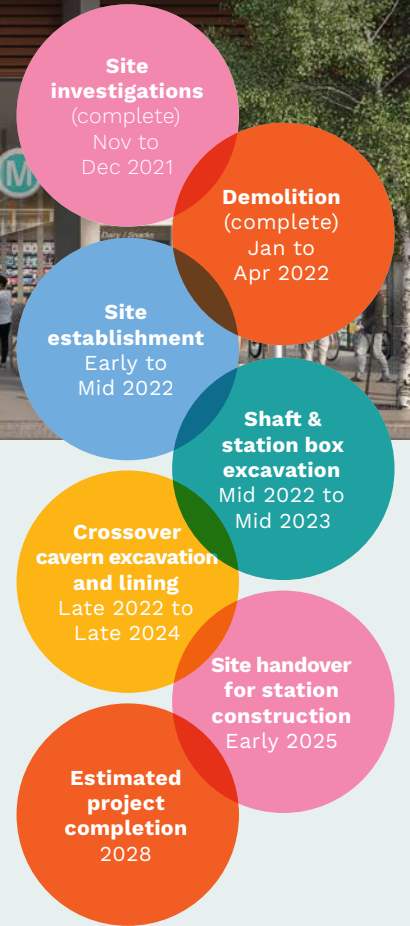 Site
investigations
(complete)
Nov to
Dec 2021
M
Demolition
(complete)
Jan to
Apr 2022
Dairy / Snacks
Site
establishment
Early to
Mid 2022
Shaft &
station box
excavation
Mid 2022 to
Mid 2023
Crossover
cavern excavation
and lining
Late 2022 to
Late 2024
Site handover
for station
construction
Early 2025
Estimated
project
completion
2028